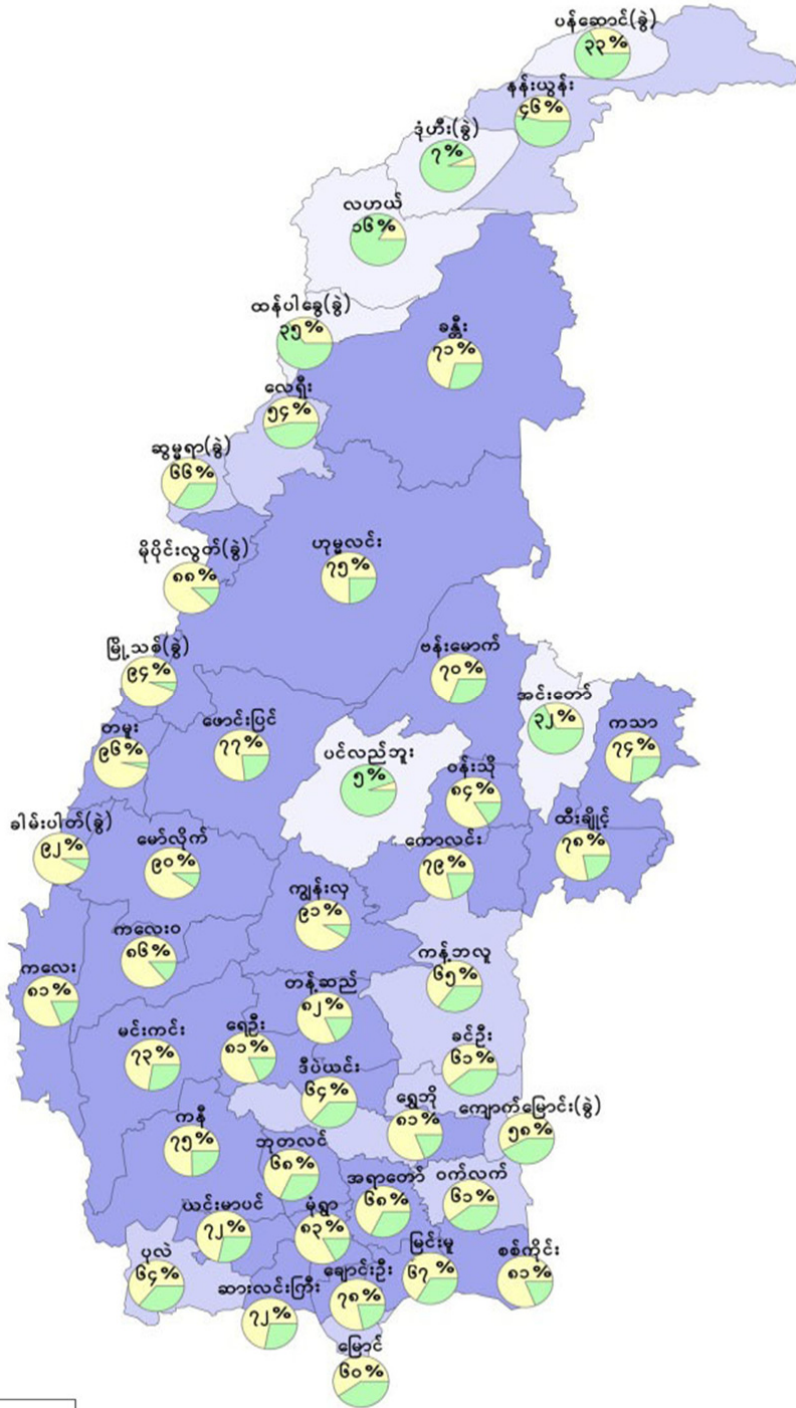 ပန်ဆောင်(ခွဲ)
၃၃%
နန်းယွန်း
၄၆%
ဒုံဟီး(ခွဲ)
၇%
လဟယ်
၁၆%
ထန်ပါခွေ(ခွဲ)
၃၅%
ခန္တီး
၇၁%
လေရှီး
၅၄%
ဆွမ္မရာ(ခွဲ)
၆၆%
မိုပိုင်းလွတ်(ခွဲ)
၈၈%
ဟုမ္မလင်း
၇၅%
မြို့သစ်(ခွဲ)
၉၄%
ဗန်းမောက်
၇၀%
အင်းတော်
၃၂%
ကသာ
၇၄%
တမူး
၉၆%
ဖောင်းပြင်
၇၇%
ပင်လည်ဘူး
၅%
ဝန်းသို
၈၄%
ထီးချိုင့်
၇၈%
ခါမ်းပါတ်(ခွဲ)
၉၂%
မော်လိုက်
၉၀%
ကောလင်း
၇၉%
ကျွန်းလှ
၉၁%
ကလေးဝ
၈၆%
ကန့်ဘလူ
၆၅%
ကလေး
၈၁%
တန့်ဆည်
၈၂%
မင်းကင်း
၇၃%
ရေဦး
၈၁%
ခင်ဦး
၆၁%
ဒီပဲယင်း
၆၄%
ရွှေဘို
၈၁%
ကျောက်မြောင်း(ခွဲ)
၅၈%
ကနီ
၇၅%
ဘုတလင်
၆၈%
အရာတော်
၆၈%
ဝက်လက်
၆၁%
ယင်းမာပင်
၇၂%
မုံရွာ
၈၃%
မြင်းမူ
၆၇%
စစ်ကိုင်း
၈၁%
ပုလဲ
၆၄%
ဆားလင်းကြီး
၇၂%
ချောင်းဦး
၇၈%
မြောင်
၆၀%